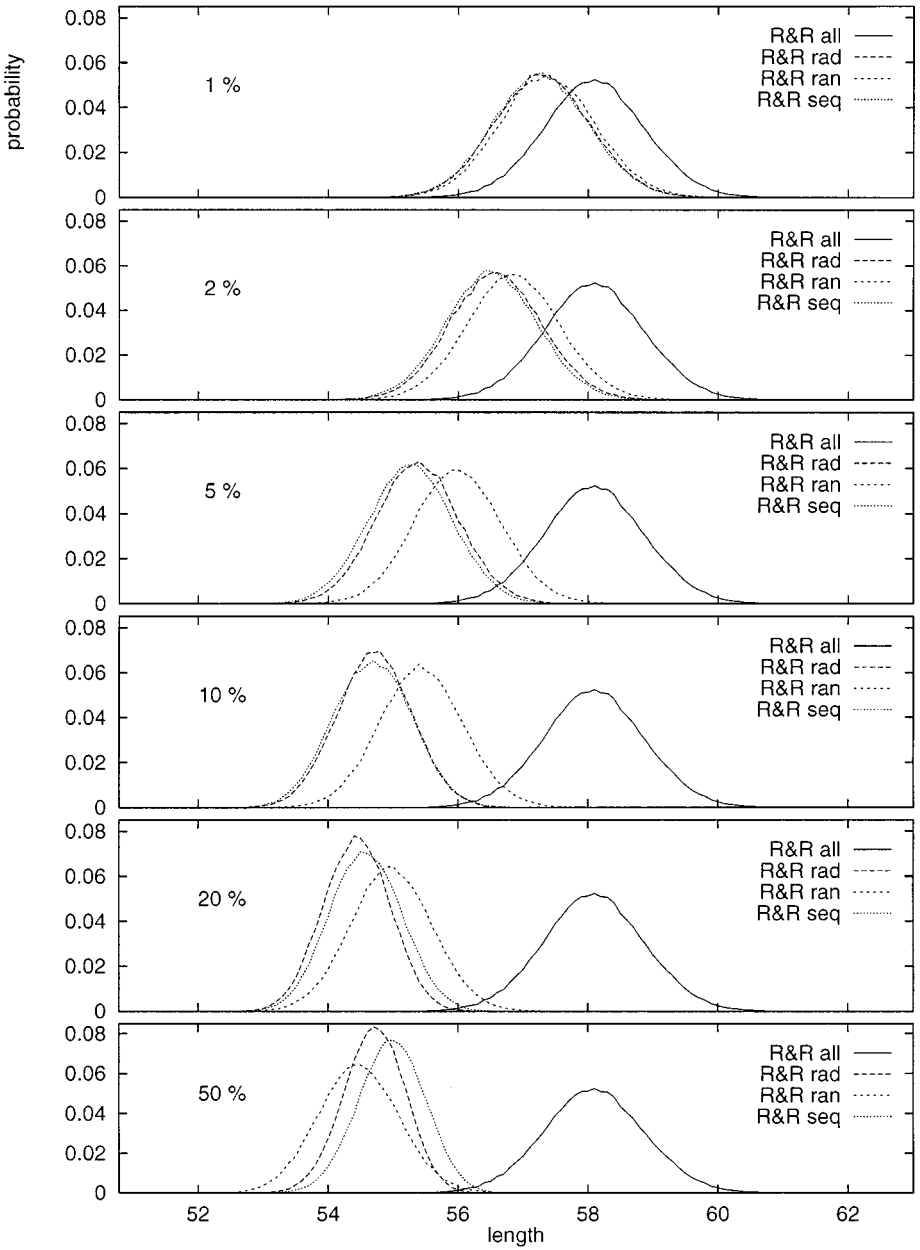 probability
0.08
0.06
0.04
0.02
0
1 %
R&R all
R&R rad
R&R ran
R&R seq
0.08
0.06
0.04
0.02
0
2 %
R&R all
R&R rad
R&R ran
R&R seq
0.08
0.06
0.04
0.02
0
5 %
R&R all
R&R rad
R&R ran
R&R seq
0.08
0.06
0.04
0.02
0
10 %
R&R all
R&R rad
R&R ran
R&R seq
0.08
0.06
0.04
0.02
0
20 %
R&R all
R&R rad
R&R ran
R&R seq
0.08
0.06
0.04
0.02
0
50 %
R&R all
R&R rad
R&R ran
R&R seq
52 54 56 58 60 62
length